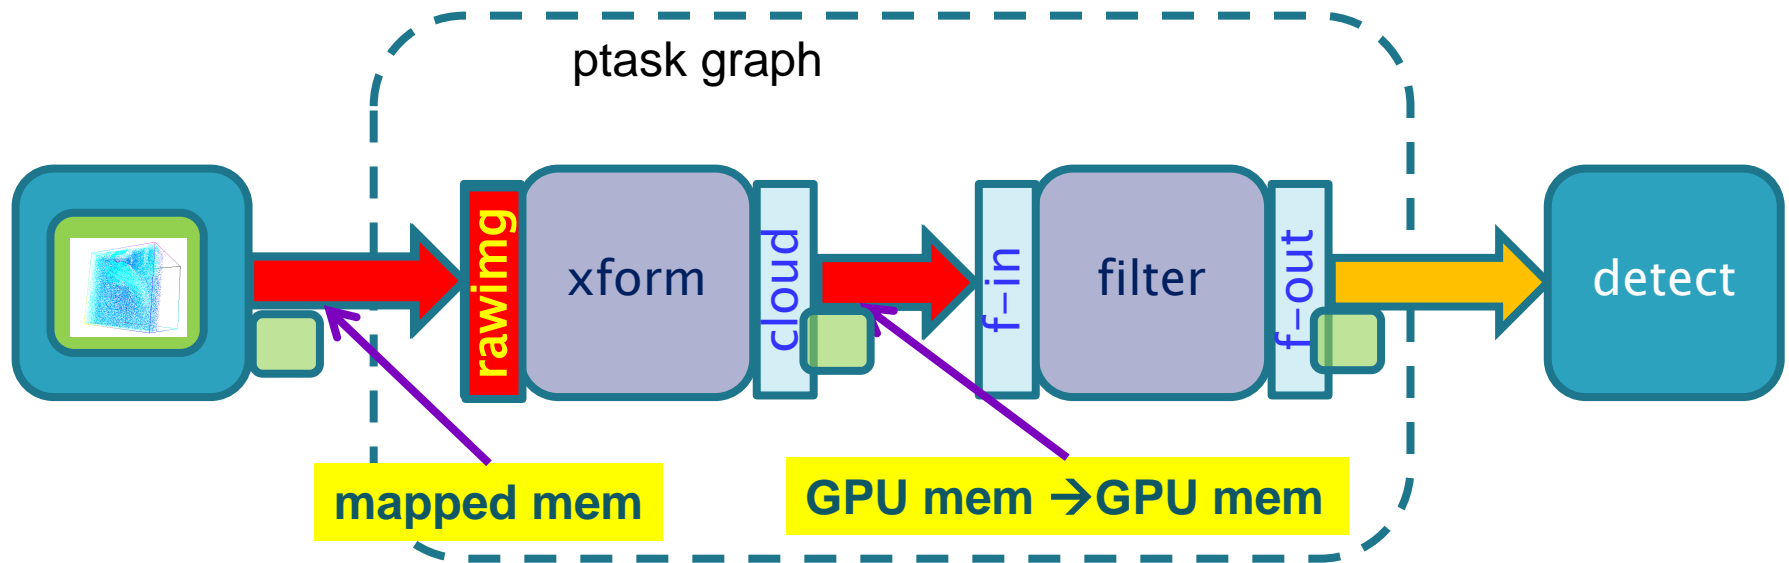 ptask graph
rawimg
xform
cloud
f-in
filter
f-out
detect
mapped mem
GPU mem →GPU mem